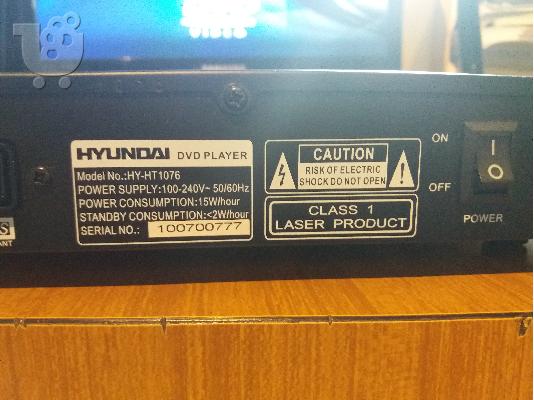 HYUNDAI DVD PLAYER
Model No.:HY-HT1076
POWER SUPPLY:100-240V~ 50/60Hz
POWER CONSUMPTION:15W/hour
STANDBY CONSUMPTION:<2W/hour
SERIAL NO.: 100700777
CAUTION
RISK OF ELECTRIC
SHOCK DO NOT OPEN
CLASS 1
LASER PRODUCT
ON
OFF
I
O
POWER